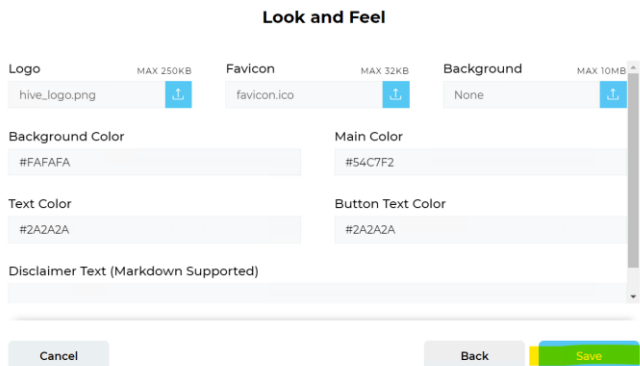 Look and Feel
Logo MAX 250KB Favicon MAX 32KB Background MAX 10MB
hive_logo.png favicon.ico None
Background Color Main Color
#FAFAFA #54C7F2
Text Color Button Text Color
#2A2A2A #2A2A2A
Disclaimer Text (Markdown Supported)
Cancel Back Save